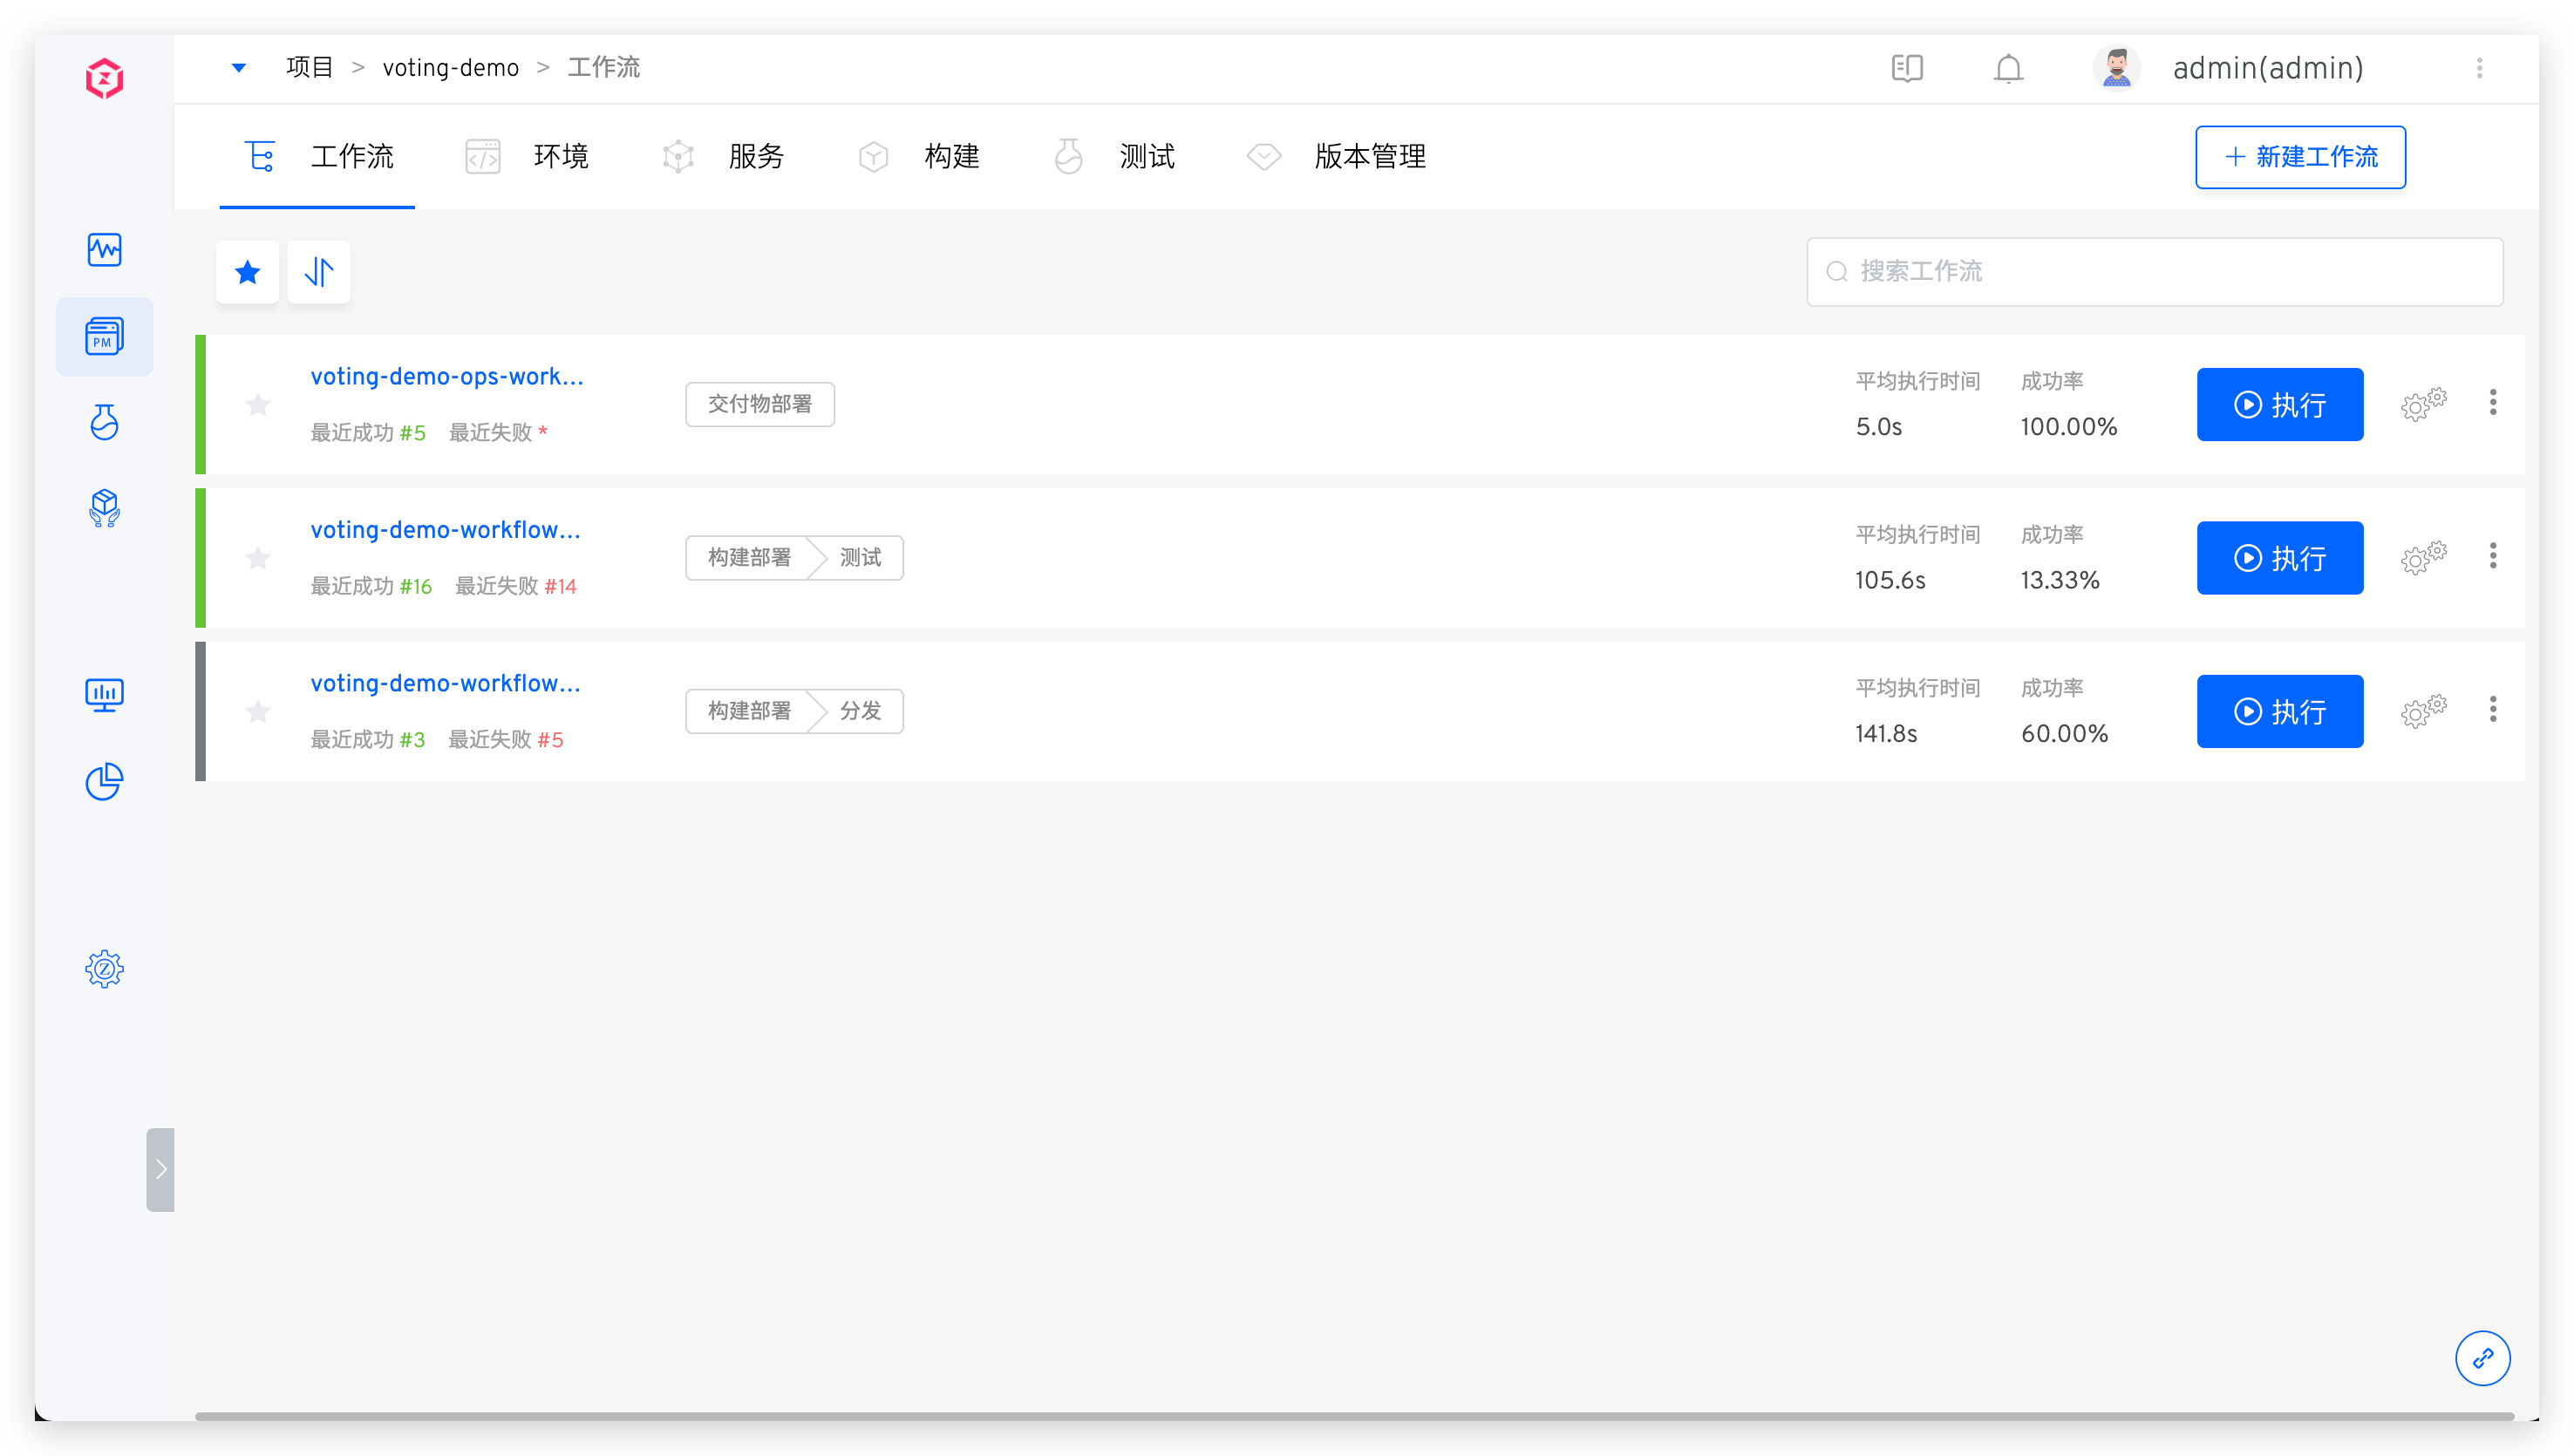 项目 > voting-demo > 工作流
admin(admin)
工作流 环境 服务 构建 测试 版本管理
+ 新建工作流
搜索工作流
PM
voting-demo-ops-work...
最近成功 #5 最近失败 *
交付物部署
平均执行时间 成功率
5.0s 100.00%
执行
voting-demo-workflow...
最近成功 #16 最近失败 #14
构建部署 测试
平均执行时间 成功率
105.6s 13.33%
执行
voting-demo-workflow...
最近成功 #3 最近失败 #5
构建部署 分发
平均执行时间 成功率
141.8s 60.00%
执行
Z